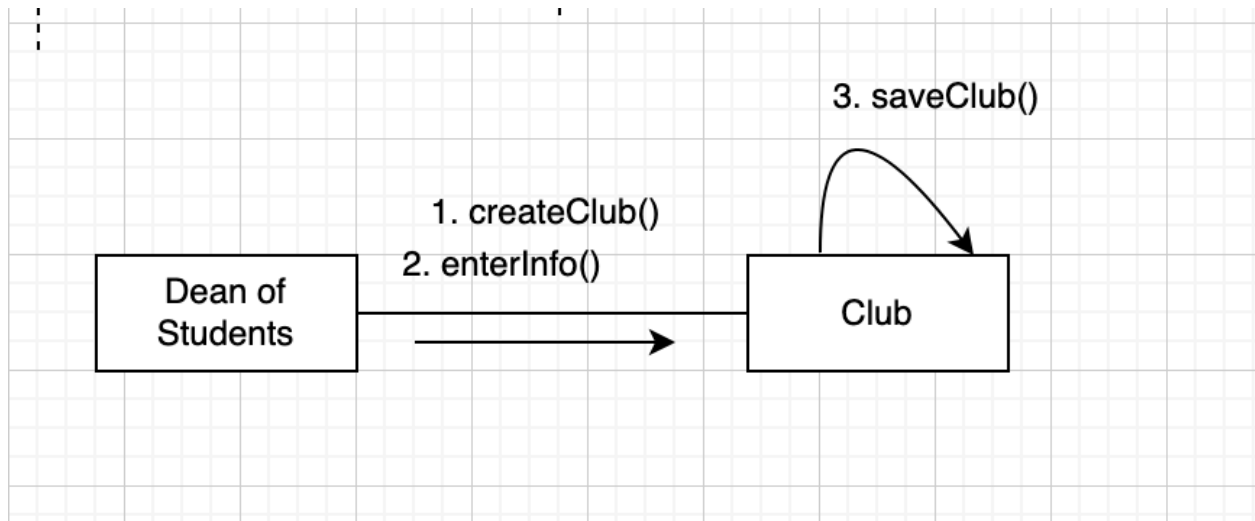 3. saveClub()
1. createClub()
2. enterInfo()
Dean of
Students
Club